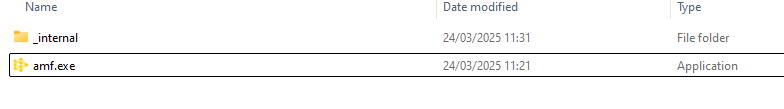 Name Date modified Type
_internal 24/03/2025 11:31 File folder
amf.exe 24/03/2025 11:21 Application